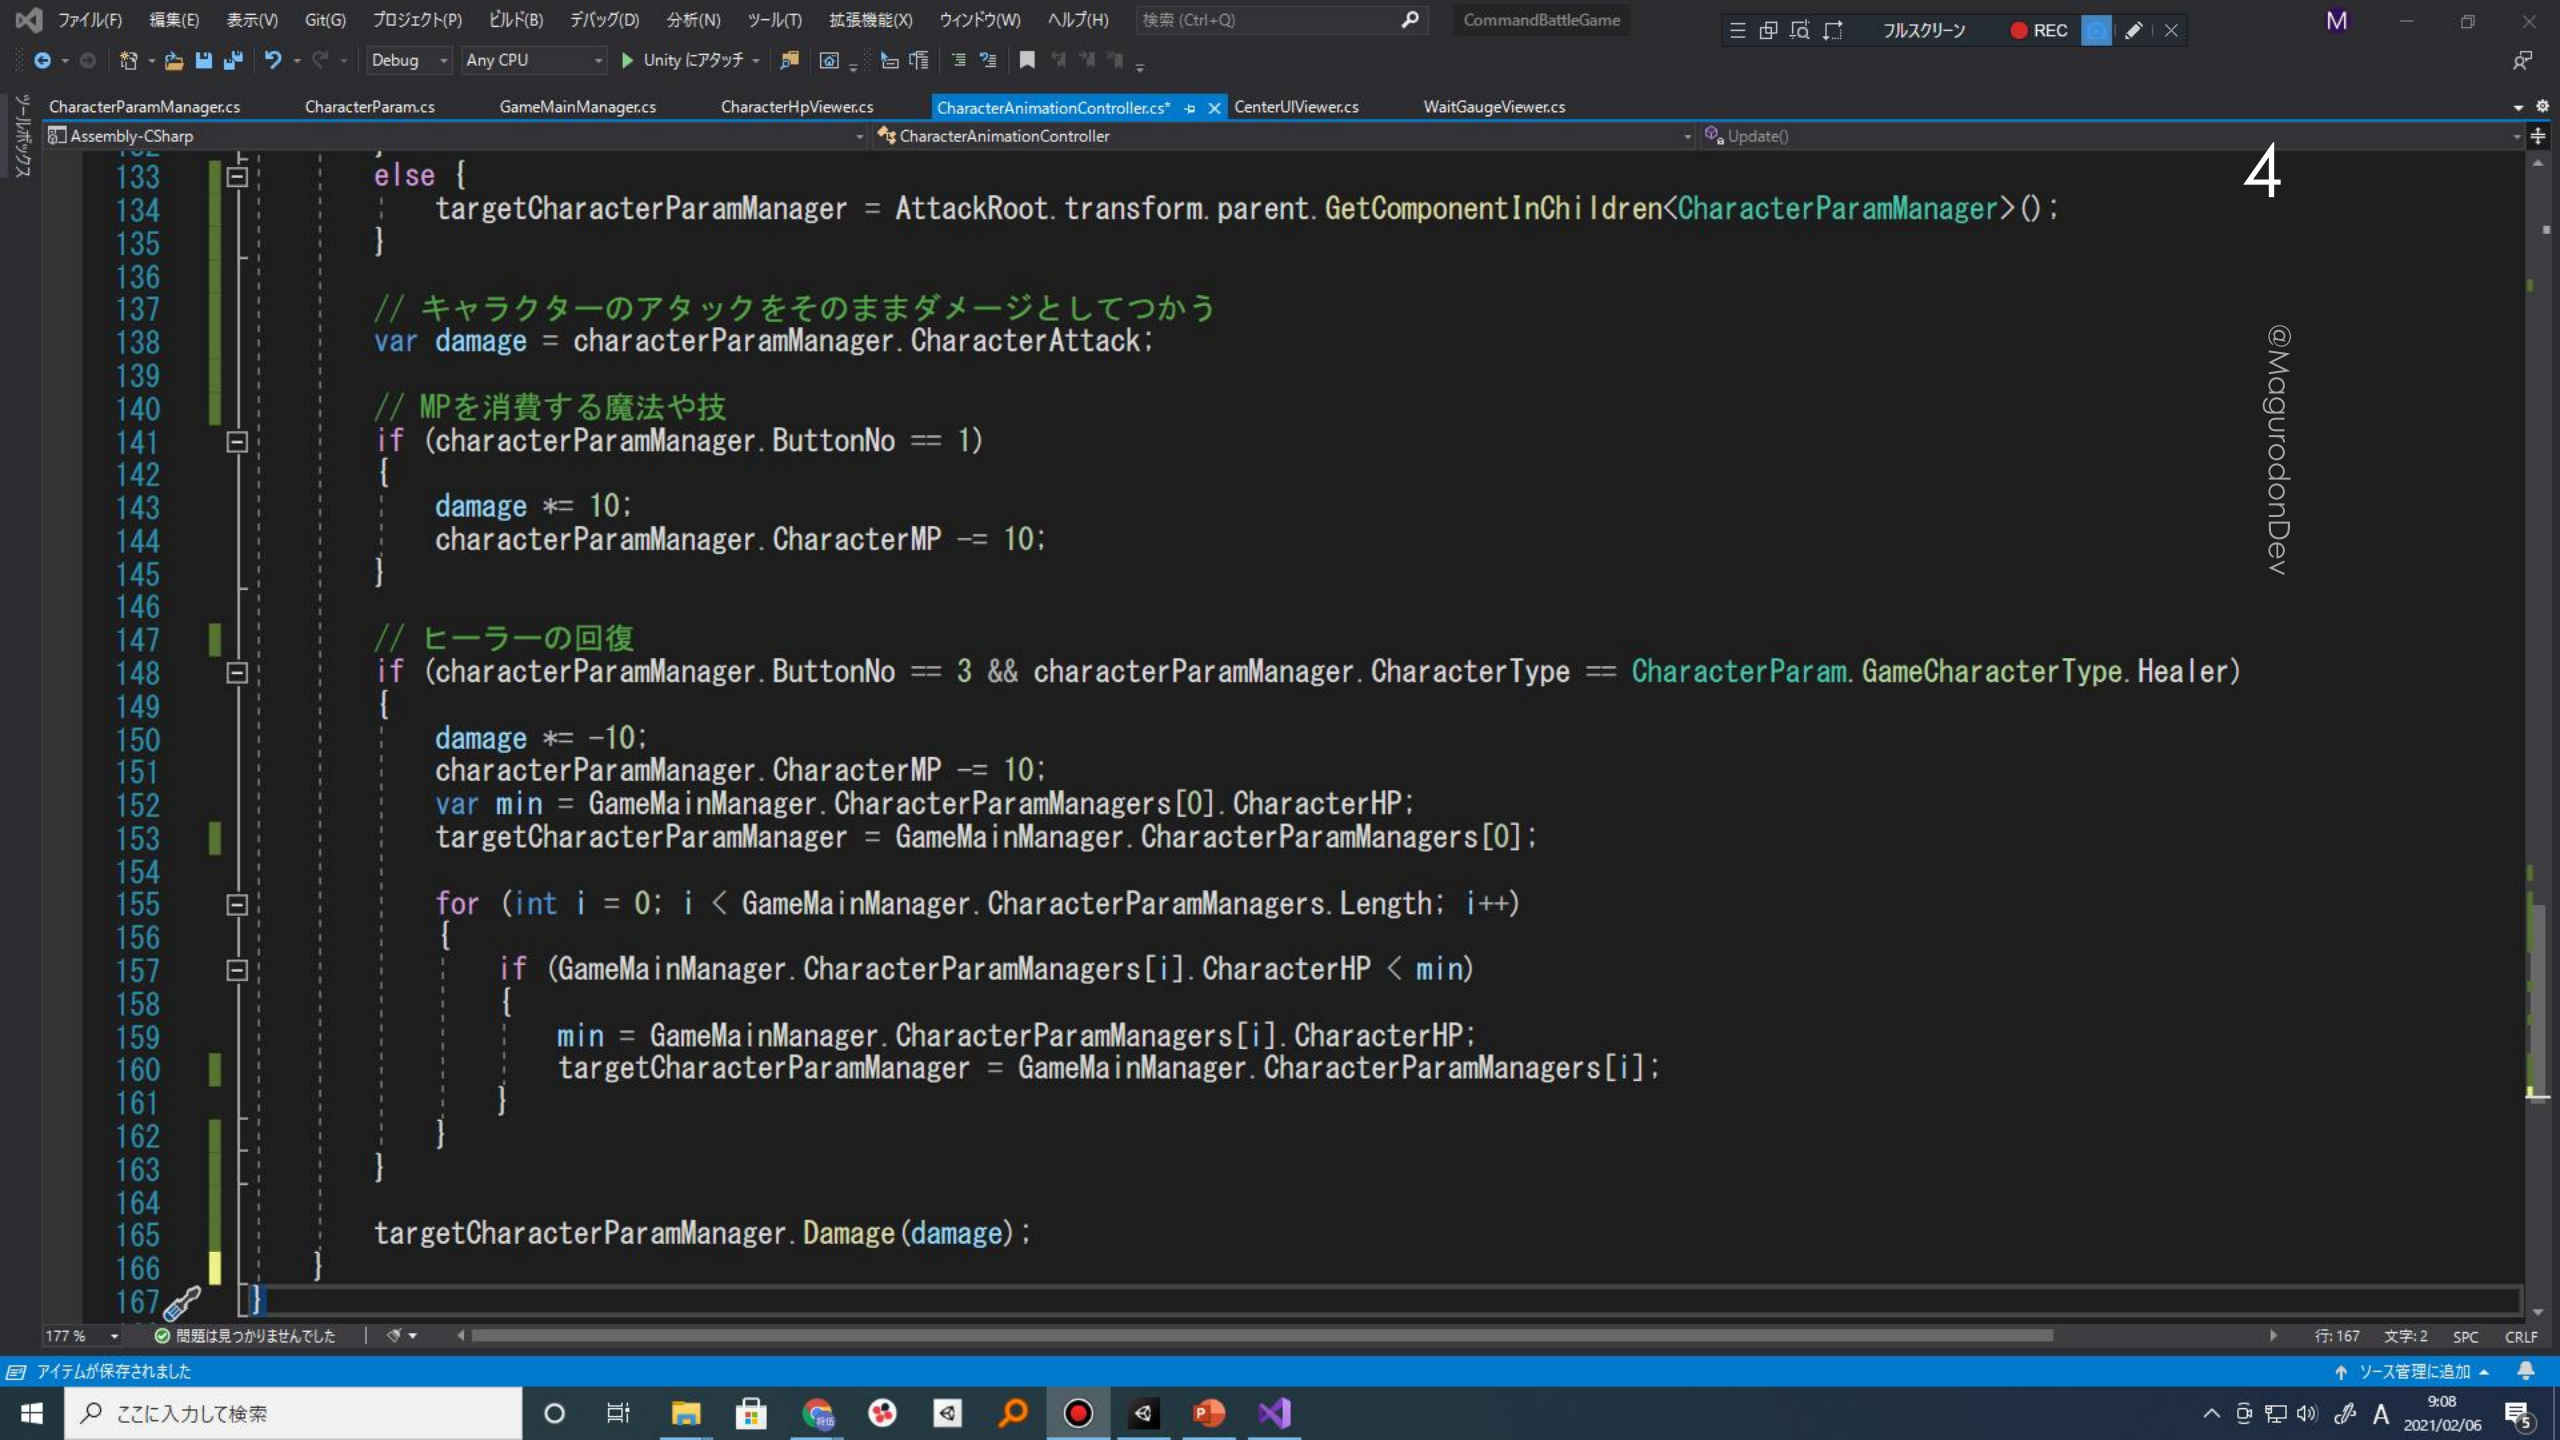 ファイル(F) 編集(E) 表示(V) Git(G) プロジェクト(P) ビルド(B) デバッグ(D) 分析(N) ツール(T) 拡張機能(X) ウィンドウ(W) ヘルプ(H) 検索 (Ctrl+Q) CommandBattleGame フルスクリーン REC M
Debug Any CPU Unity にアタッチ
ツールボックス
CharacterParamManager.cs CharacterParam.cs GameMainManager.cs CharacterHpViewer.cs CharacterAnimationController.cs* CenterUIViewer.cs WaitGaugeViewer.cs
Assembly-CSharp CharacterAnimationController Update()
4
@MagurodonDev
133 else {
134 targetCharacterParamManager = AttackRoot.transform.parent.GetComponentInChildren<CharacterParamManager>();
135 }
136
137 // キャラクターのアタックをそのままダメージとしてつかう
138 var damage = characterParamManager.CharacterAttack;
139
140 // MPを消費する魔法や技
141 if (characterParamManager.ButtonNo == 1)
142 {
143 damage *= 10;
144 characterParamManager.CharacterMP -= 10;
145 }
146
147 // ヒーラーの回復
148 if (characterParamManager.ButtonNo == 3 && characterParamManager.CharacterType == CharacterParam.GameCharacterType.Healer)
149 {
150 damage *= -10;
151 characterParamManager.CharacterMP -= 10;
152 var min = GameMainManager.CharacterParamManagers[0].CharacterHP;
153 targetCharacterParamManager = GameMainManager.CharacterParamManagers[0];
154
155 for (int i = 0; i < GameMainManager.CharacterParamManagers.Length; i++)
156 {
157 if (GameMainManager.CharacterParamManagers[i].CharacterHP < min)
158 {
159 min = GameMainManager.CharacterParamManagers[i].CharacterHP;
160 targetCharacterParamManager = GameMainManager.CharacterParamManagers[i];
161 }
162 }
163 }
164
165 targetCharacterParamManager.Damage(damage);
166 }
167 }
177 % 問題は見つかりませんでした 行: 167 文字: 2 SPC CRLF
アイテムが保存されました ソース管理に追加
ここに入力して検索 A 9:08
2021/02/06 5